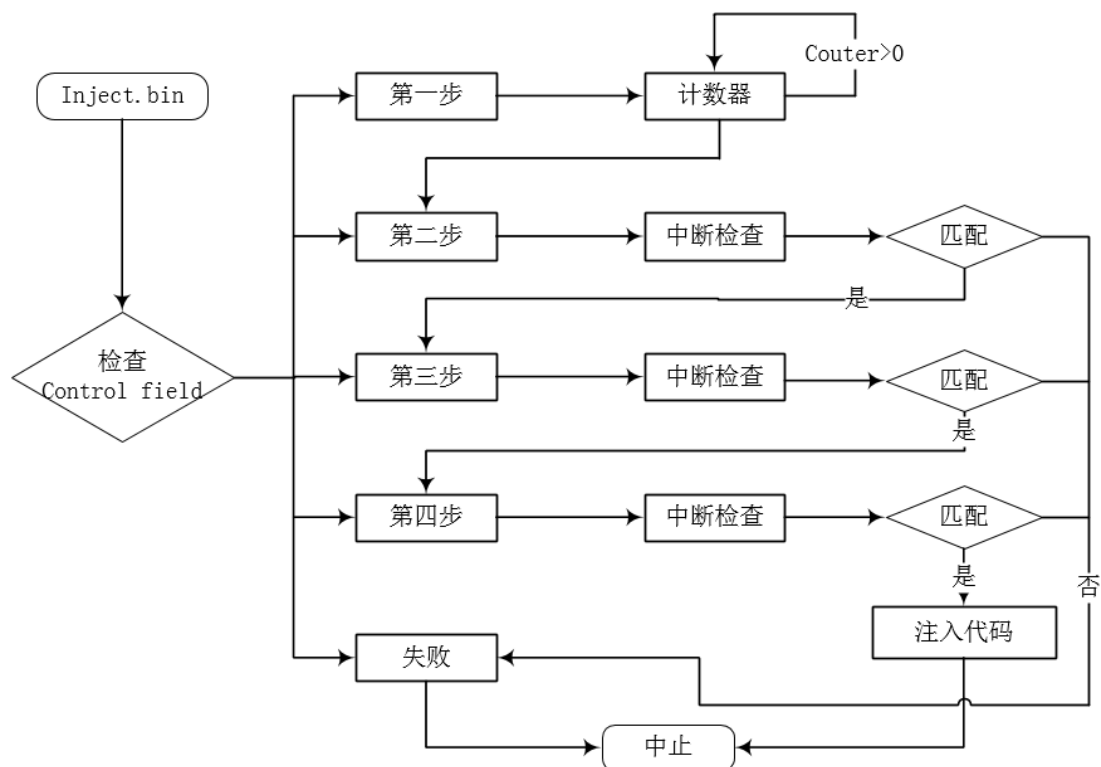 Couter>0
Inject.bin
第一步
计数器
第二步
中断检查
匹配
是
检查
Control field
第三步
中断检查
匹配
是
第四步
中断检查
匹配
是
否
注入代码
失败
中止